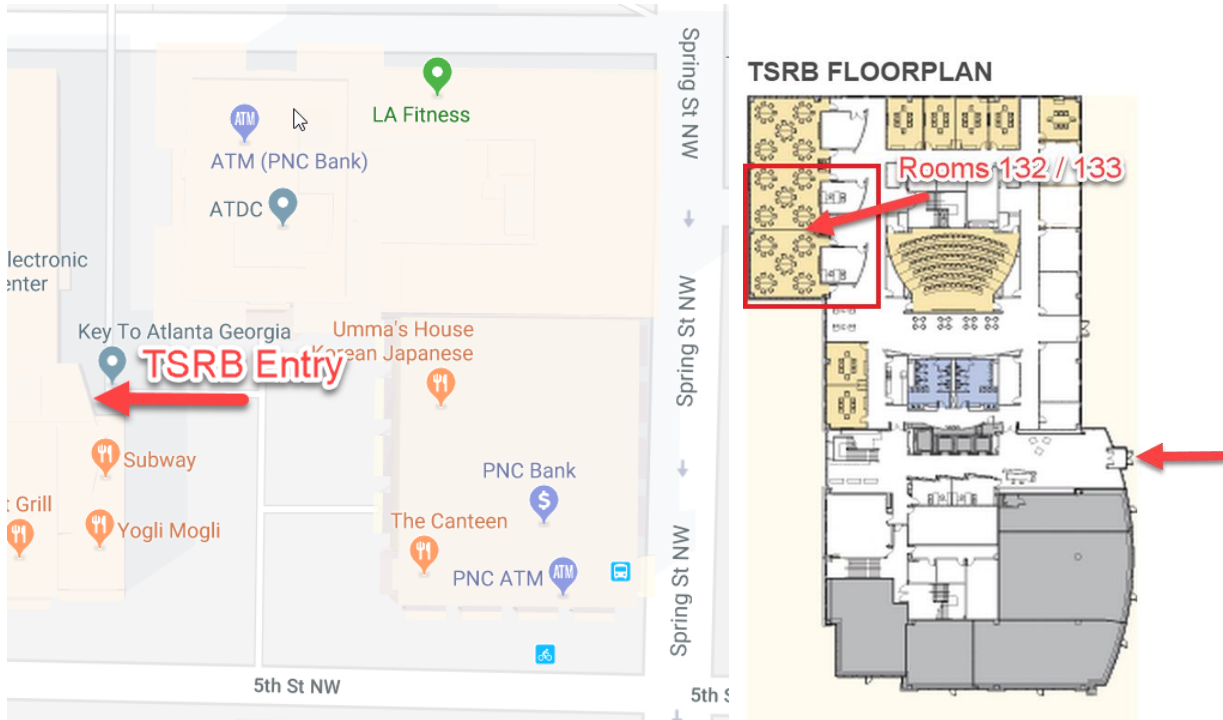 Spring St NW
LA Fitness
ATM
ATM (PNC Bank)
ATDC
lectronic
enter
Key To Atlanta Georgia
Umma's House
Korean Japanese
TSRB Entry
Spring St NW
Subway
PNC Bank
$
t Grill
Yogli Mogli
The Canteen
PNC ATM
ATM
Spring St NW
5th St NW
5th S
TSRB FLOORPLAN
Rooms 132 / 133